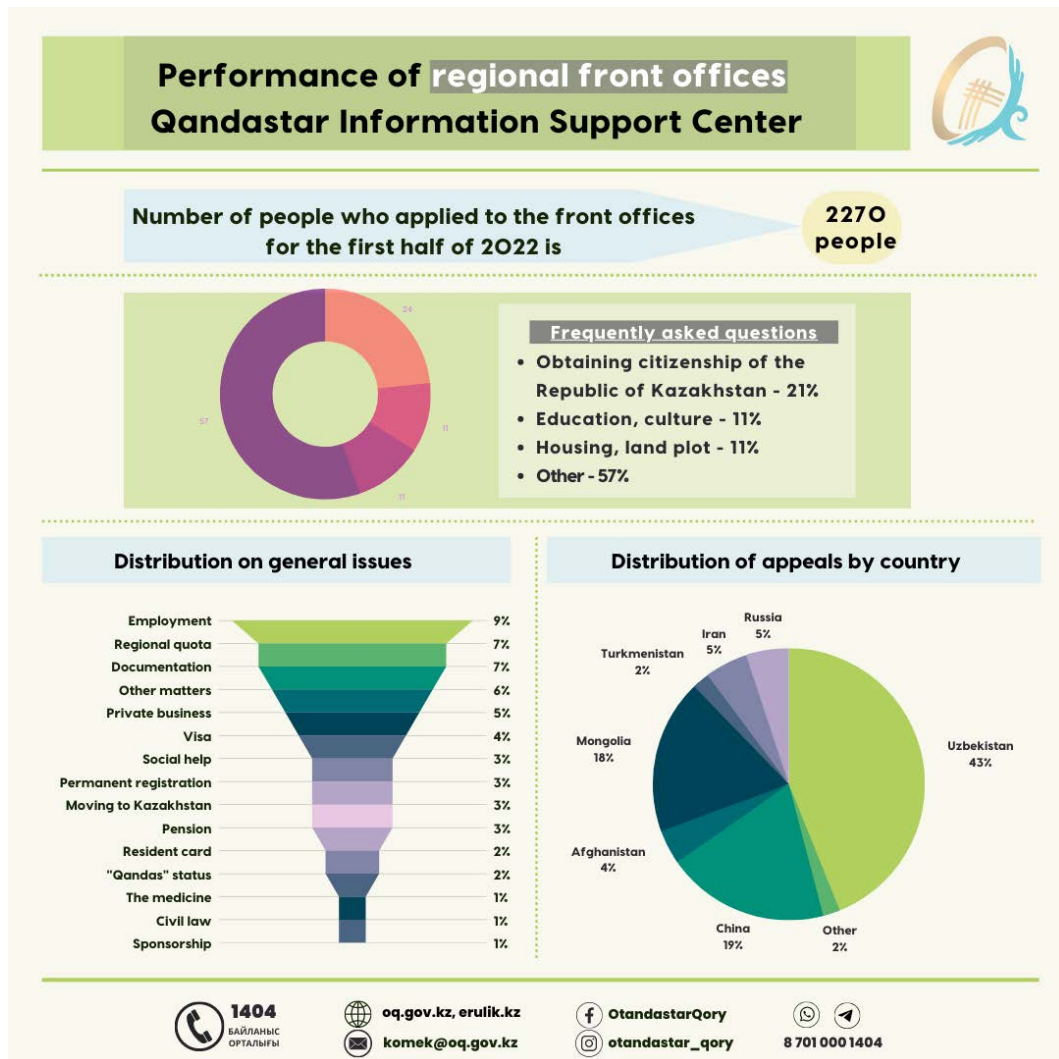 Performance of regional front offices
Qandastar Information Support Center
Number of people who applied to the front offices
for the first half of 2022 is
2270
people
24
11
11
57
Frequently asked questions
• Obtaining citizenship of the
Republic of Kazakhstan - 21%
• Education, culture - 11%
• Housing, land plot - 11%
• Other - 57%
Distribution on general issues
Employment 9%
Regional quota 7%
Documentation 7%
Other matters 6%
Private business 5%
Visa 4%
Social help 3%
Permanent registration 3%
Moving to Kazakhstan 3%
Pension 3%
Resident card 2%
"Qandas" status 2%
The medicine 1%
Civil law 1%
Sponsorship 1%
Distribution of appeals by country
Russia
5%
Iran
5%
Turkmenistan
2%
Mongolia
18%
Uzbekistan
43%
Afghanistan
4%
China
19%
Other
2%
1404
БАЙЛАНЫС
ОРТАЛЫҒЫ
oq.gov.kz, erulik.kz
komek@oq.gov.kz
OtandastarQory
otandastar_qory
8 701 000 1404